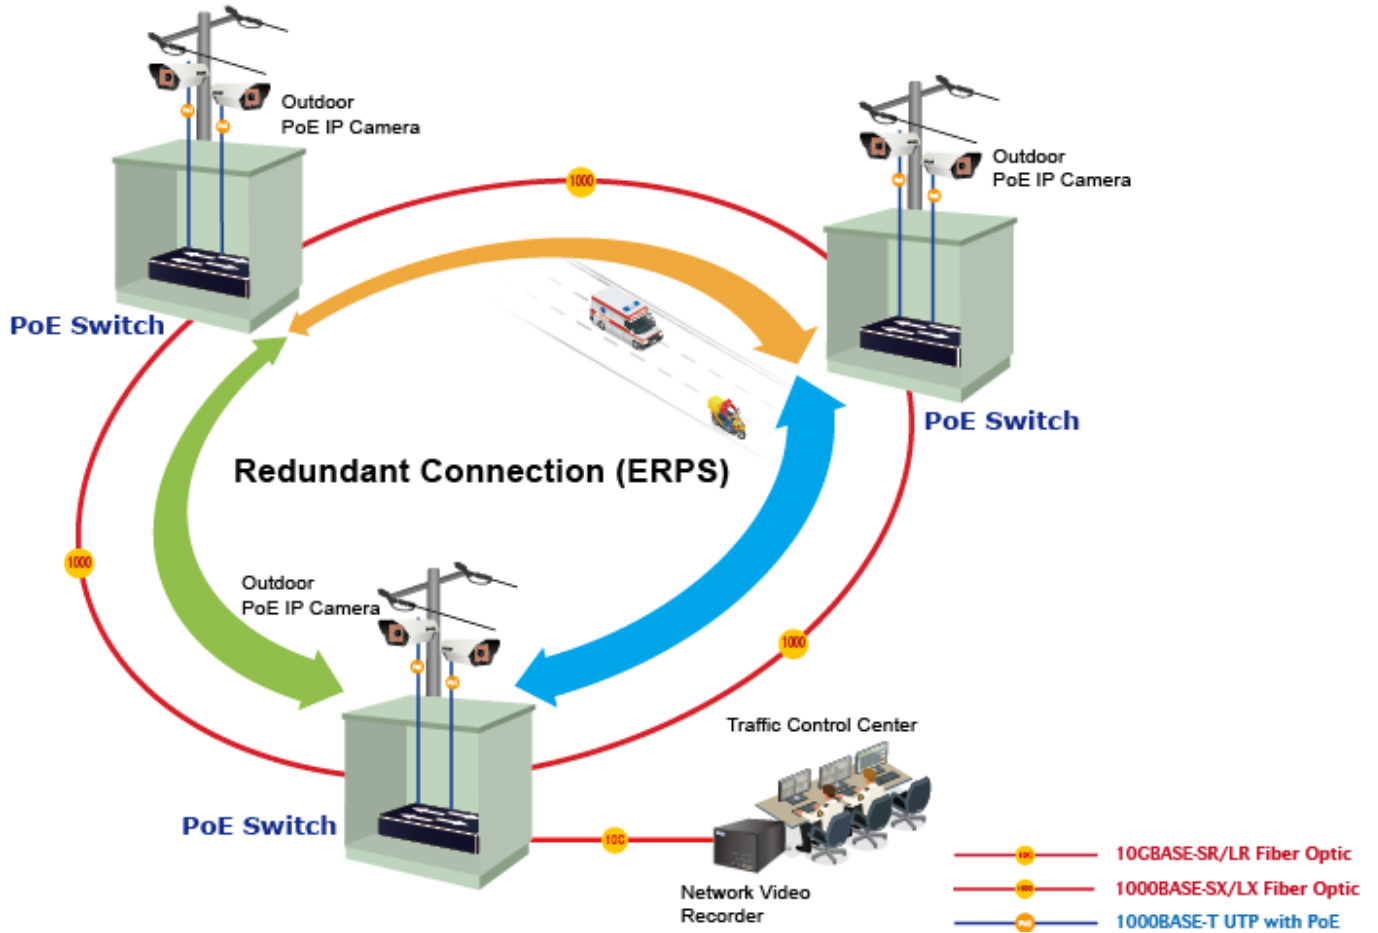 Outdoor
PoE IP Camera
Outdoor
PoE IP Camera
1000
PoE Switch
PoE Switch
Redundant Connection (ERPS)
1000
Outdoor
PoE IP Camera
1000
Traffic Control Center
PoE Switch
10G
Network Video
Recorder
10GBASE-SR/LR Fiber Optic
1000BASE-SX/LX Fiber Optic
1000BASE-T UTP with PoE